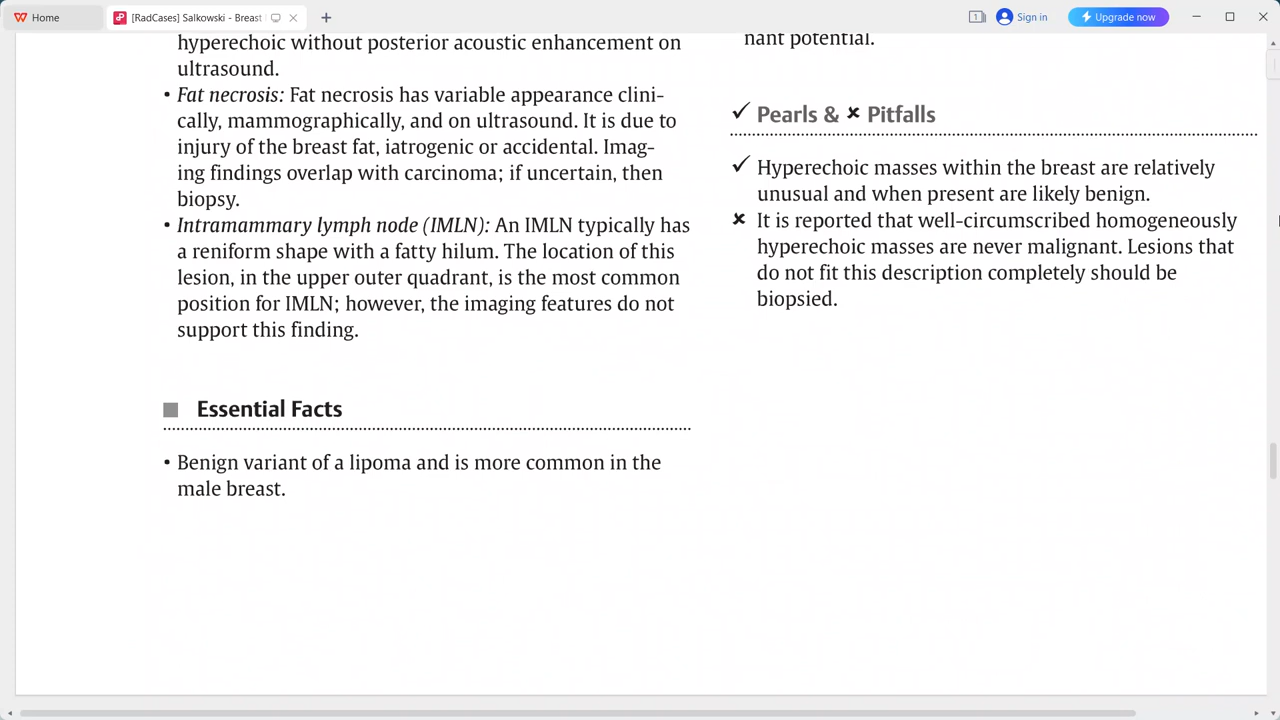 Home
[RadCases] Salkowski - Breast
Sign in
Upgrade now
hyperechoic without posterior acoustic enhancement on
ultrasound.
• Fat necrosis: Fat necrosis has variable appearance clini-
cally, mammographically, and on ultrasound. It is due to
injury of the breast fat, iatrogenic or accidental. Imag-
ing findings overlap with carcinoma; if uncertain, then
biopsy.
• Intramammary lymph node (IMLN): An IMLN typically has
a reniform shape with a fatty hilum. The location of this
lesion, in the upper outer quadrant, is the most common
position for IMLN; however, the imaging features do not
support this finding.
Essential Facts
• Benign variant of a lipoma and is more common in the
male breast.
nant potential.
✓ Pearls & ✗ Pitfalls
✓ Hyperechoic masses within the breast are relatively
unusual and when present are likely benign.
✗ It is reported that well-circumscribed homogeneously
hyperechoic masses are never malignant. Lesions that
do not fit this description completely should be
biopsied.